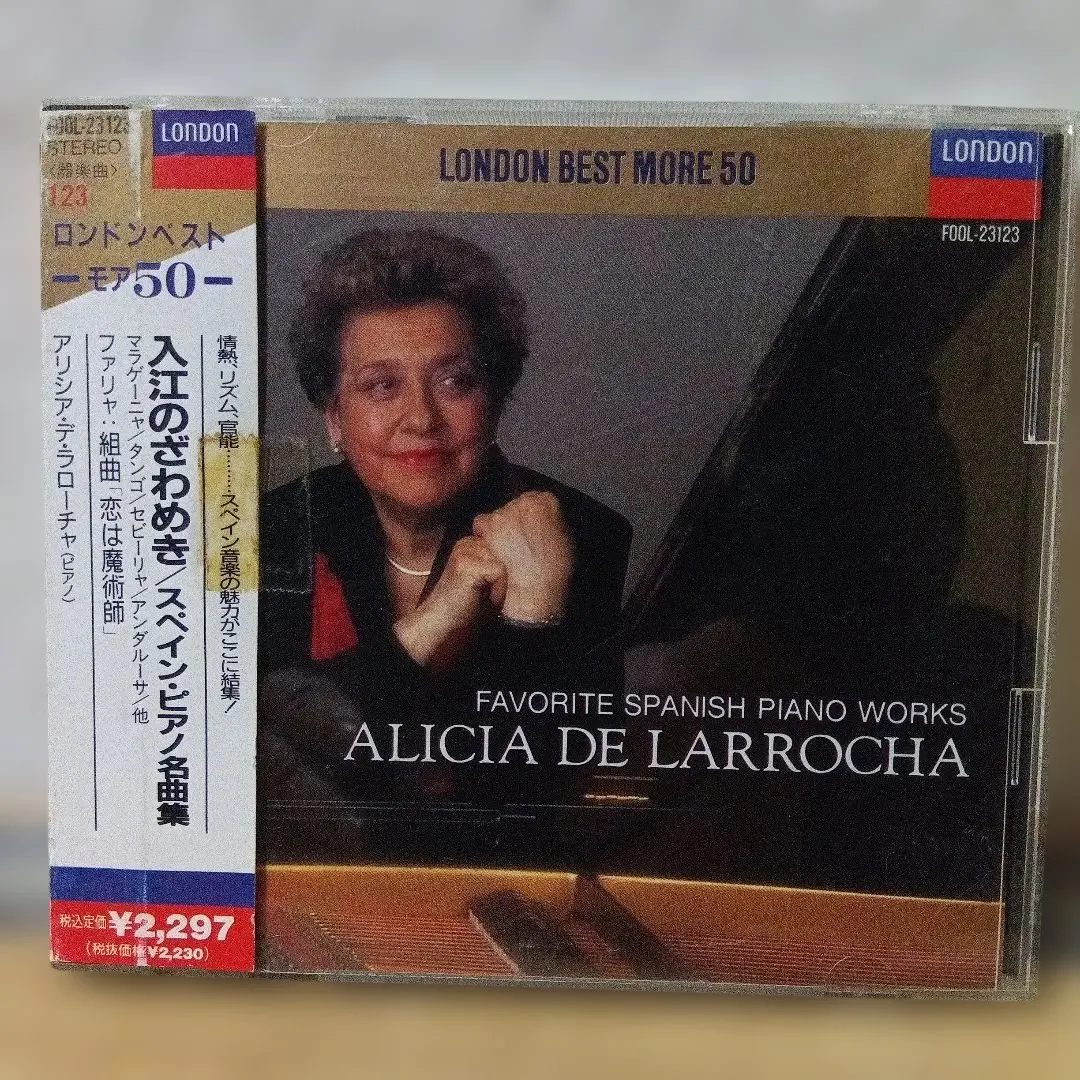 FOOL-23123
STEREO
〈器楽曲〉
123
LONDON
ロンドンベスト
ーモア50ー
情熱、リズム、官能………スペイン音楽の魅力がここに結集！
入江のざわめき/スペイン・ピアノ名曲集
マラゲーニャ/タンゴ/セビーリャ/アンダルーサ/他
ファリャ：組曲「恋は魔術師」
アリシア・デ・ラローチャ(ピアノ)
税込定価¥2,297
(税抜価格¥2,230)
LONDON BEST MORE 50
LONDON
FOOL-23123
FAVORITE SPANISH PIANO WORKS
ALICIA DE LARROCHA